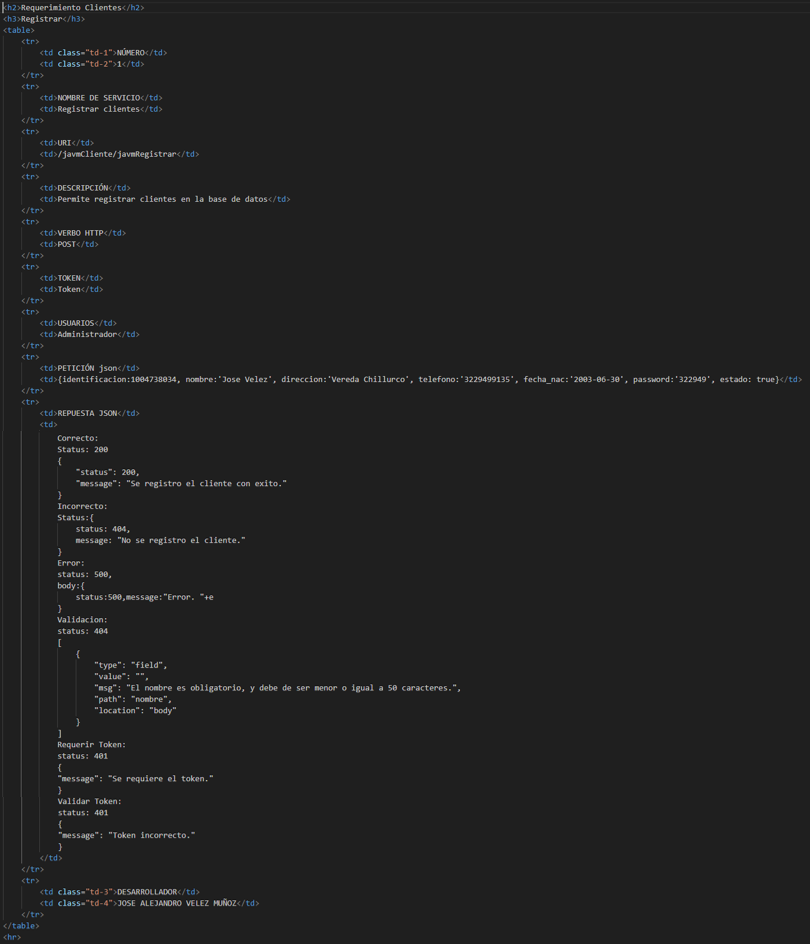 <h2>Requerimiento Clientes</h2>
<h3>Registrar</h3>
<table>
    <tr>
        <td class="td-1">NÚMERO</td>
        <td class="td-2">1</td>
    </tr>
    <tr>
        <td>NOMBRE DE SERVICIO</td>
        <td>Registrar clientes</td>
    </tr>
    <tr>
        <td>URI</td>
        <td>/javmCliente/javmRegistrar</td>
    </tr>
    <tr>
        <td>DESCRIPCIÓN</td>
        <td>Permite registrar clientes en la base de datos</td>
    </tr>
    <tr>
        <td>VERBO HTTP</td>
        <td>POST</td>
    </tr>
    <tr>
        <td>TOKEN</td>
        <td>Token</td>
    </tr>
    <tr>
        <td>USUARIOS</td>
        <td>Administrador</td>
    </tr>
    <tr>
        <td>PETICIÓN json</td>
        <td>{identificacion:1004738034, nombre:'Jose Velez', direccion:'Vereda Chillurco', telefono:'3229499135', fecha_nac:'2003-06-30', password:'322949', estado: true}</td>
    </tr>
    <tr>
        <td>REPUESTA JSON</td>
        <td>
            Correcto:
            Status: 200
            {
                "status": 200,
                "message": "Se registro el cliente con exito."
            }
            Incorrecto:
            Status:{
                status: 404,
                message: "No se registro el cliente."
            }
            Error:
            status: 500,
            body:{
                status:500,message:"Error. "+e
            }
            Validacion:
            status: 404
            [
                {
                    "type": "field",
                    "value": "",
                    "msg": "El nombre es obligatorio, y debe de ser menor o igual a 50 caracteres.",
                    "path": "nombre",
                    "location": "body"
                }
            ]
            Requerir Token:
            status: 401
            {
            "message": "Se requiere el token."
            }
            Validar Token:
            status: 401
            {
            "message": "Token incorrecto."
            }
        </td>
    </tr>
    <tr>
        <td class="td-3">DESARROLLADOR</td>
        <td class="td-4">JOSE ALEJANDRO VELEZ MUÑOZ</td>
    </tr>
</table>
<hr>